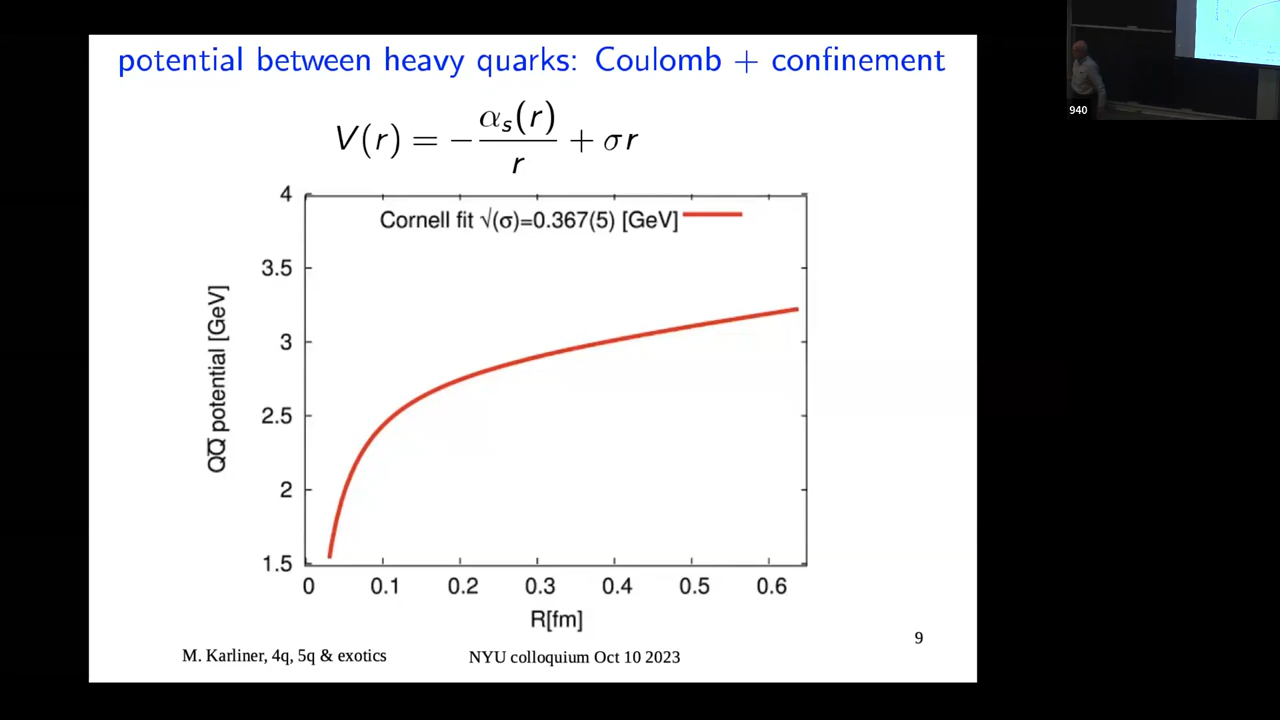 potential between heavy quarks: Coulomb + confinement
V(r) = − αs(r)/r + σr
4
Cornell fit √(σ)=0.367(5) [GeV]
3.5
3
2.5
2
1.5
QQ̅ potential [GeV]
0 0.1 0.2 0.3 0.4 0.5 0.6
R[fm]
9
M. Karliner, 4q, 5q & exotics
NYU colloquium Oct 10 2023
940